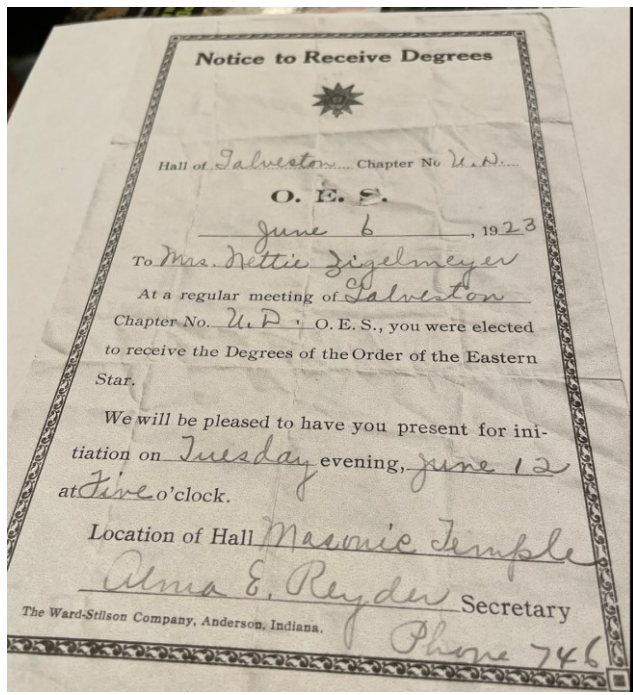 Notice to Receive Degrees
Hall of Galveston Chapter No U.D.
O. E. S.
June 6, 1923
To Mrs. Nettie Zigelmeyer
At a regular meeting of Galveston
Chapter No. U.D., O. E. S., you were elected
to receive the Degrees of the Order of the Eastern
Star.
We will be pleased to have you present for ini-
tiation on Tuesday evening, June 12
at Five o'clock.
Location of Hall Masonic Temple
Alma E. Reyder Secretary
The Ward-Stilson Company, Anderson, Indiana.
Phone 746